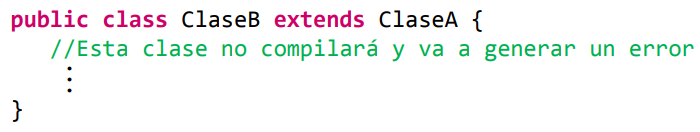 public class ClaseB extends ClaseA {
//Esta clase no compilará y va a generar un error
⋮
}